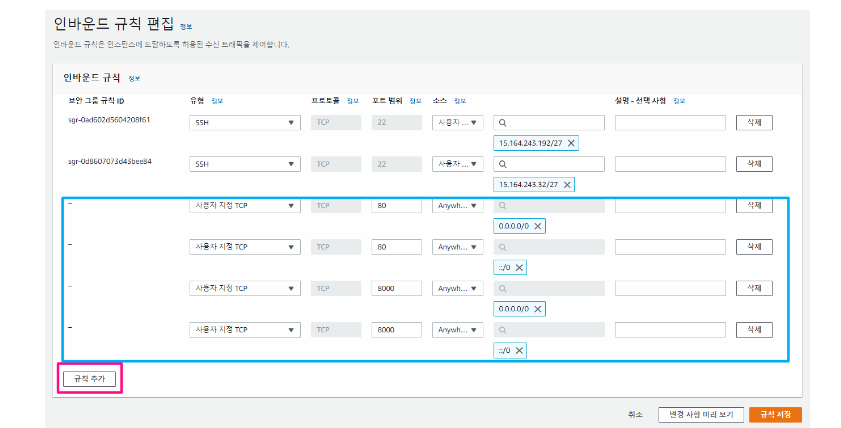 인바운드 규칙 편집 정보
인바운드 규칙은 인스턴스에 도달하도록 허용된 수신 트래픽을 제어합니다.
인바운드 규칙 정보
보안 그룹 규칙 ID 유형 정보 프로토콜 정보 포트 범위 정보 소스 정보 설명 - 선택 사항 정보
sgr-0ad602d5604208f61 SSH TCP 22 사용자 ... 삭제
15.164.243.192/27
sgr-0d8607073d43bee84 SSH TCP 22 사용자 ... 삭제
15.164.243.32/27
– 사용자 지정 TCP TCP 80 Anywh... 삭제
0.0.0.0/0
– 사용자 지정 TCP TCP 80 Anywh... 삭제
::/0
– 사용자 지정 TCP TCP 8000 Anywh... 삭제
0.0.0.0/0
– 사용자 지정 TCP TCP 8000 Anywh... 삭제
::/0
규칙 추가
취소 변경 사항 미리 보기 규칙 저장